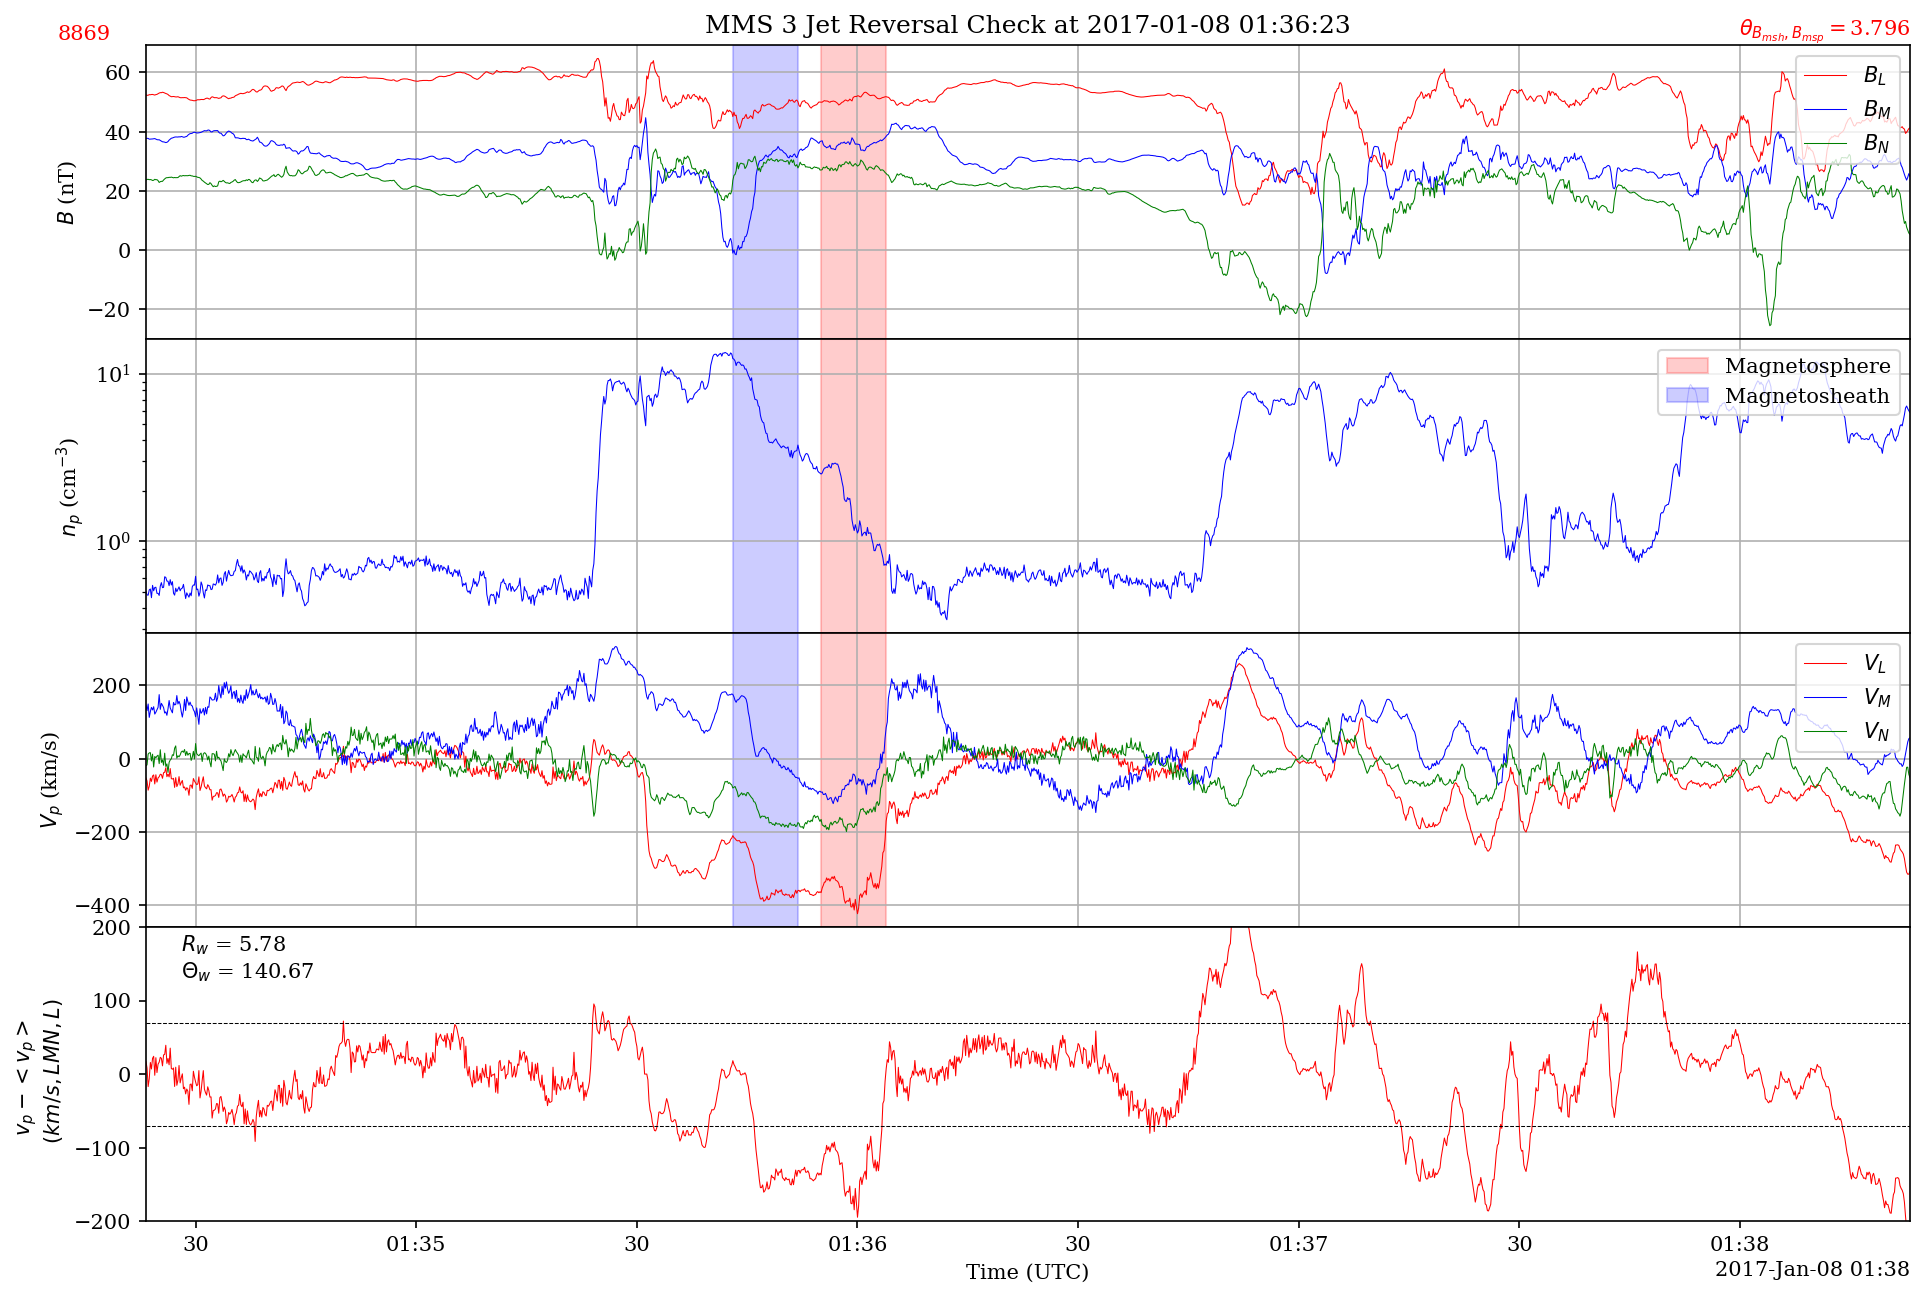 MMS 3 Jet Reversal Check at 2017-01-08 01:36:23
8869
θ_{B_{msh}, B_{msp}} = 3.796
60
40
20
0
−20
B (nT)
B_L
B_M
B_N
10^1
10^0
n_p (cm^{−3})
Magnetosphere
Magnetosheath
200
0
−200
−400
V_p (km/s)
V_L
V_M
V_N
200
100
0
−100
−200
v_p − < v_p >
(km/s, LMN, L)
R_w = 5.78
Θ_w = 140.67
30
01:35
30
01:36
30
01:37
30
01:38
Time (UTC)
2017-Jan-08 01:38